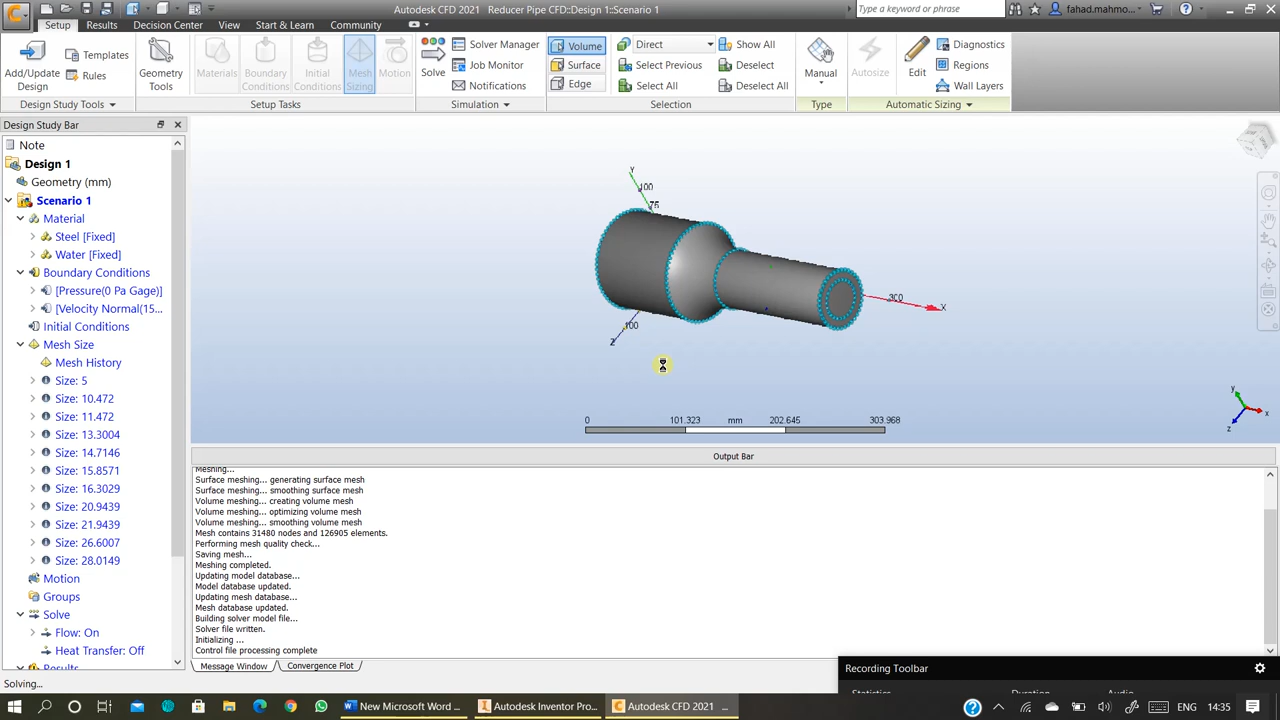 Autodesk CFD 2021   Reducer Pipe CFD::Design 1::Scenario 1
Type a keyword or phrase
fahad.mahmo...
Setup Results Decision Center View Start & Learn Community
Add/Update Design
Templates
Rules
Design Study Tools
Geometry Tools
Materials
Boundary Conditions
Initial Conditions
Mesh Sizing
Motion
Setup Tasks
Solve
Solver Manager
Job Monitor
Notifications
Simulation
Volume
Surface
Edge
Direct
Select Previous
Select All
Show All
Deselect
Deselect All
Selection
Manual
Type
Autosize
Edit
Diagnostics
Regions
Wall Layers
Automatic Sizing
Design Study Bar
Note
Design 1
Geometry (mm)
Scenario 1
Material
Steel [Fixed]
Water [Fixed]
Boundary Conditions
[Pressure(0 Pa Gage)]
[Velocity Normal(15...
Initial Conditions
Mesh Size
Mesh History
Size: 5
Size: 10.472
Size: 11.472
Size: 13.3004
Size: 14.7146
Size: 15.8571
Size: 16.3029
Size: 20.9439
Size: 21.9439
Size: 26.6007
Size: 28.0149
Motion
Groups
Solve
Flow: On
Heat Transfer: Off
Results
Y
100
75
300
X
100
Z
0 101.323 mm 202.645 303.968
y
x
z
Output Bar
Meshing...
Surface meshing... generating surface mesh
Surface meshing... smoothing surface mesh
Volume meshing... creating volume mesh
Volume meshing... optimizing volume mesh
Volume meshing... smoothing volume mesh
Mesh contains 31480 nodes and 126905 elements.
Performing mesh quality check...
Saving mesh...
Meshing completed.
Updating model database...
Model database updated.
Updating mesh database...
Mesh database updated.
Building solver model file...
Solver file written.
Initializing ...
Control file processing complete
Message Window Convergence Plot
Recording Toolbar
Statistics Duration Audio
Solving...
New Microsoft Word ...
Autodesk Inventor Pro...
Autodesk CFD 2021 ...
ENG 14:35